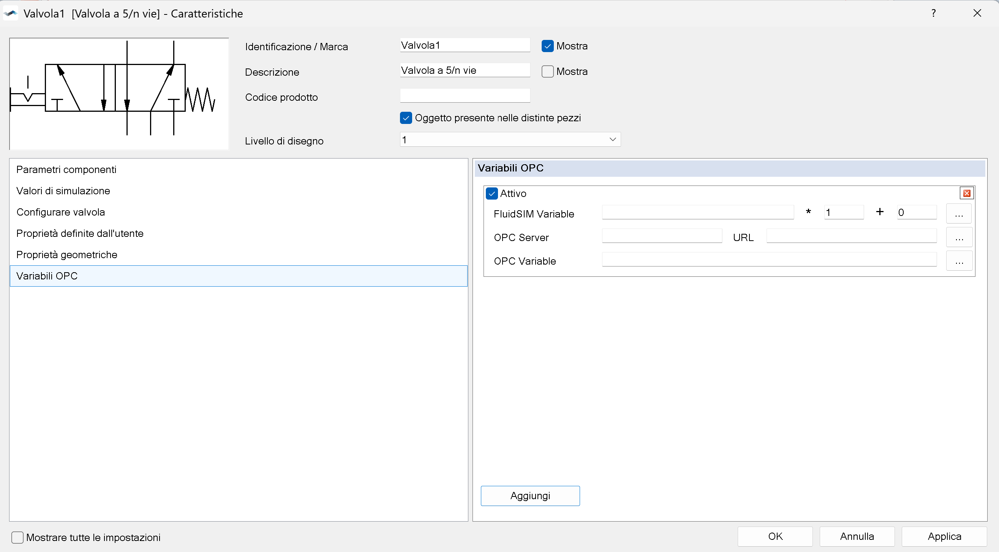 Valvola1 [Valvola a 5/n vie] - Caratteristiche
?
Identificazione / Marca Valvola1 Mostra
Descrizione Valvola a 5/n vie Mostra
Codice prodotto
Oggetto presente nelle distinte pezzi
Livello di disegno 1
Parametri componenti
Valori di simulazione
Configurare valvola
Proprietà definite dall'utente
Proprietà geometriche
Variabili OPC
Variabili OPC
Attivo
FluidSIM Variable * 1 + 0 ...
OPC Server URL ...
OPC Variable ...
Aggiungi
Mostrare tutte le impostazioni
OK Annulla Applica